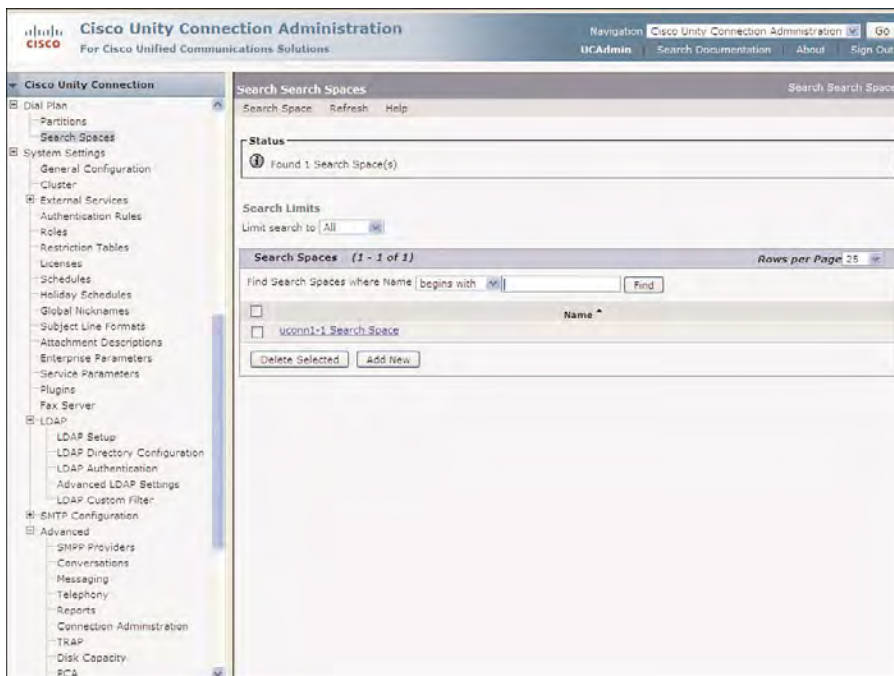 Cisco Unity Connection Administration
For Cisco Unified Communications Solutions
cisco
Navigation Cisco Unity Connection Administration Go
UCAdmin Search Documentation About Sign Out
Cisco Unity Connection
Dial Plan
Partitions
Search Spaces
System Settings
General Configuration
Cluster
External Services
Authentication Rules
Roles
Restriction Tables
Licenses
Schedules
Holiday Schedules
Global Nicknames
Subject Line Formats
Attachment Descriptions
Enterprise Parameters
Service Parameters
Plugins
Fax Server
LDAP
LDAP Setup
LDAP Directory Configuration
LDAP Authentication
Advanced LDAP Settings
LDAP Custom Filter
SMTP Configuration
Advanced
SMPP Providers
Conversations
Messaging
Telephony
Reports
Connection Administration
TRAP
Disk Capacity
PCA
Search Search Spaces
Search Search Space
Search Space Refresh Help
Status
Found 1 Search Space(s)
Search Limits
Limit search to All
Search Spaces (1 - 1 of 1)
Rows per Page 25
Find Search Spaces where Name begins with Find
Name
uconn1-1 Search Space
Delete Selected Add New